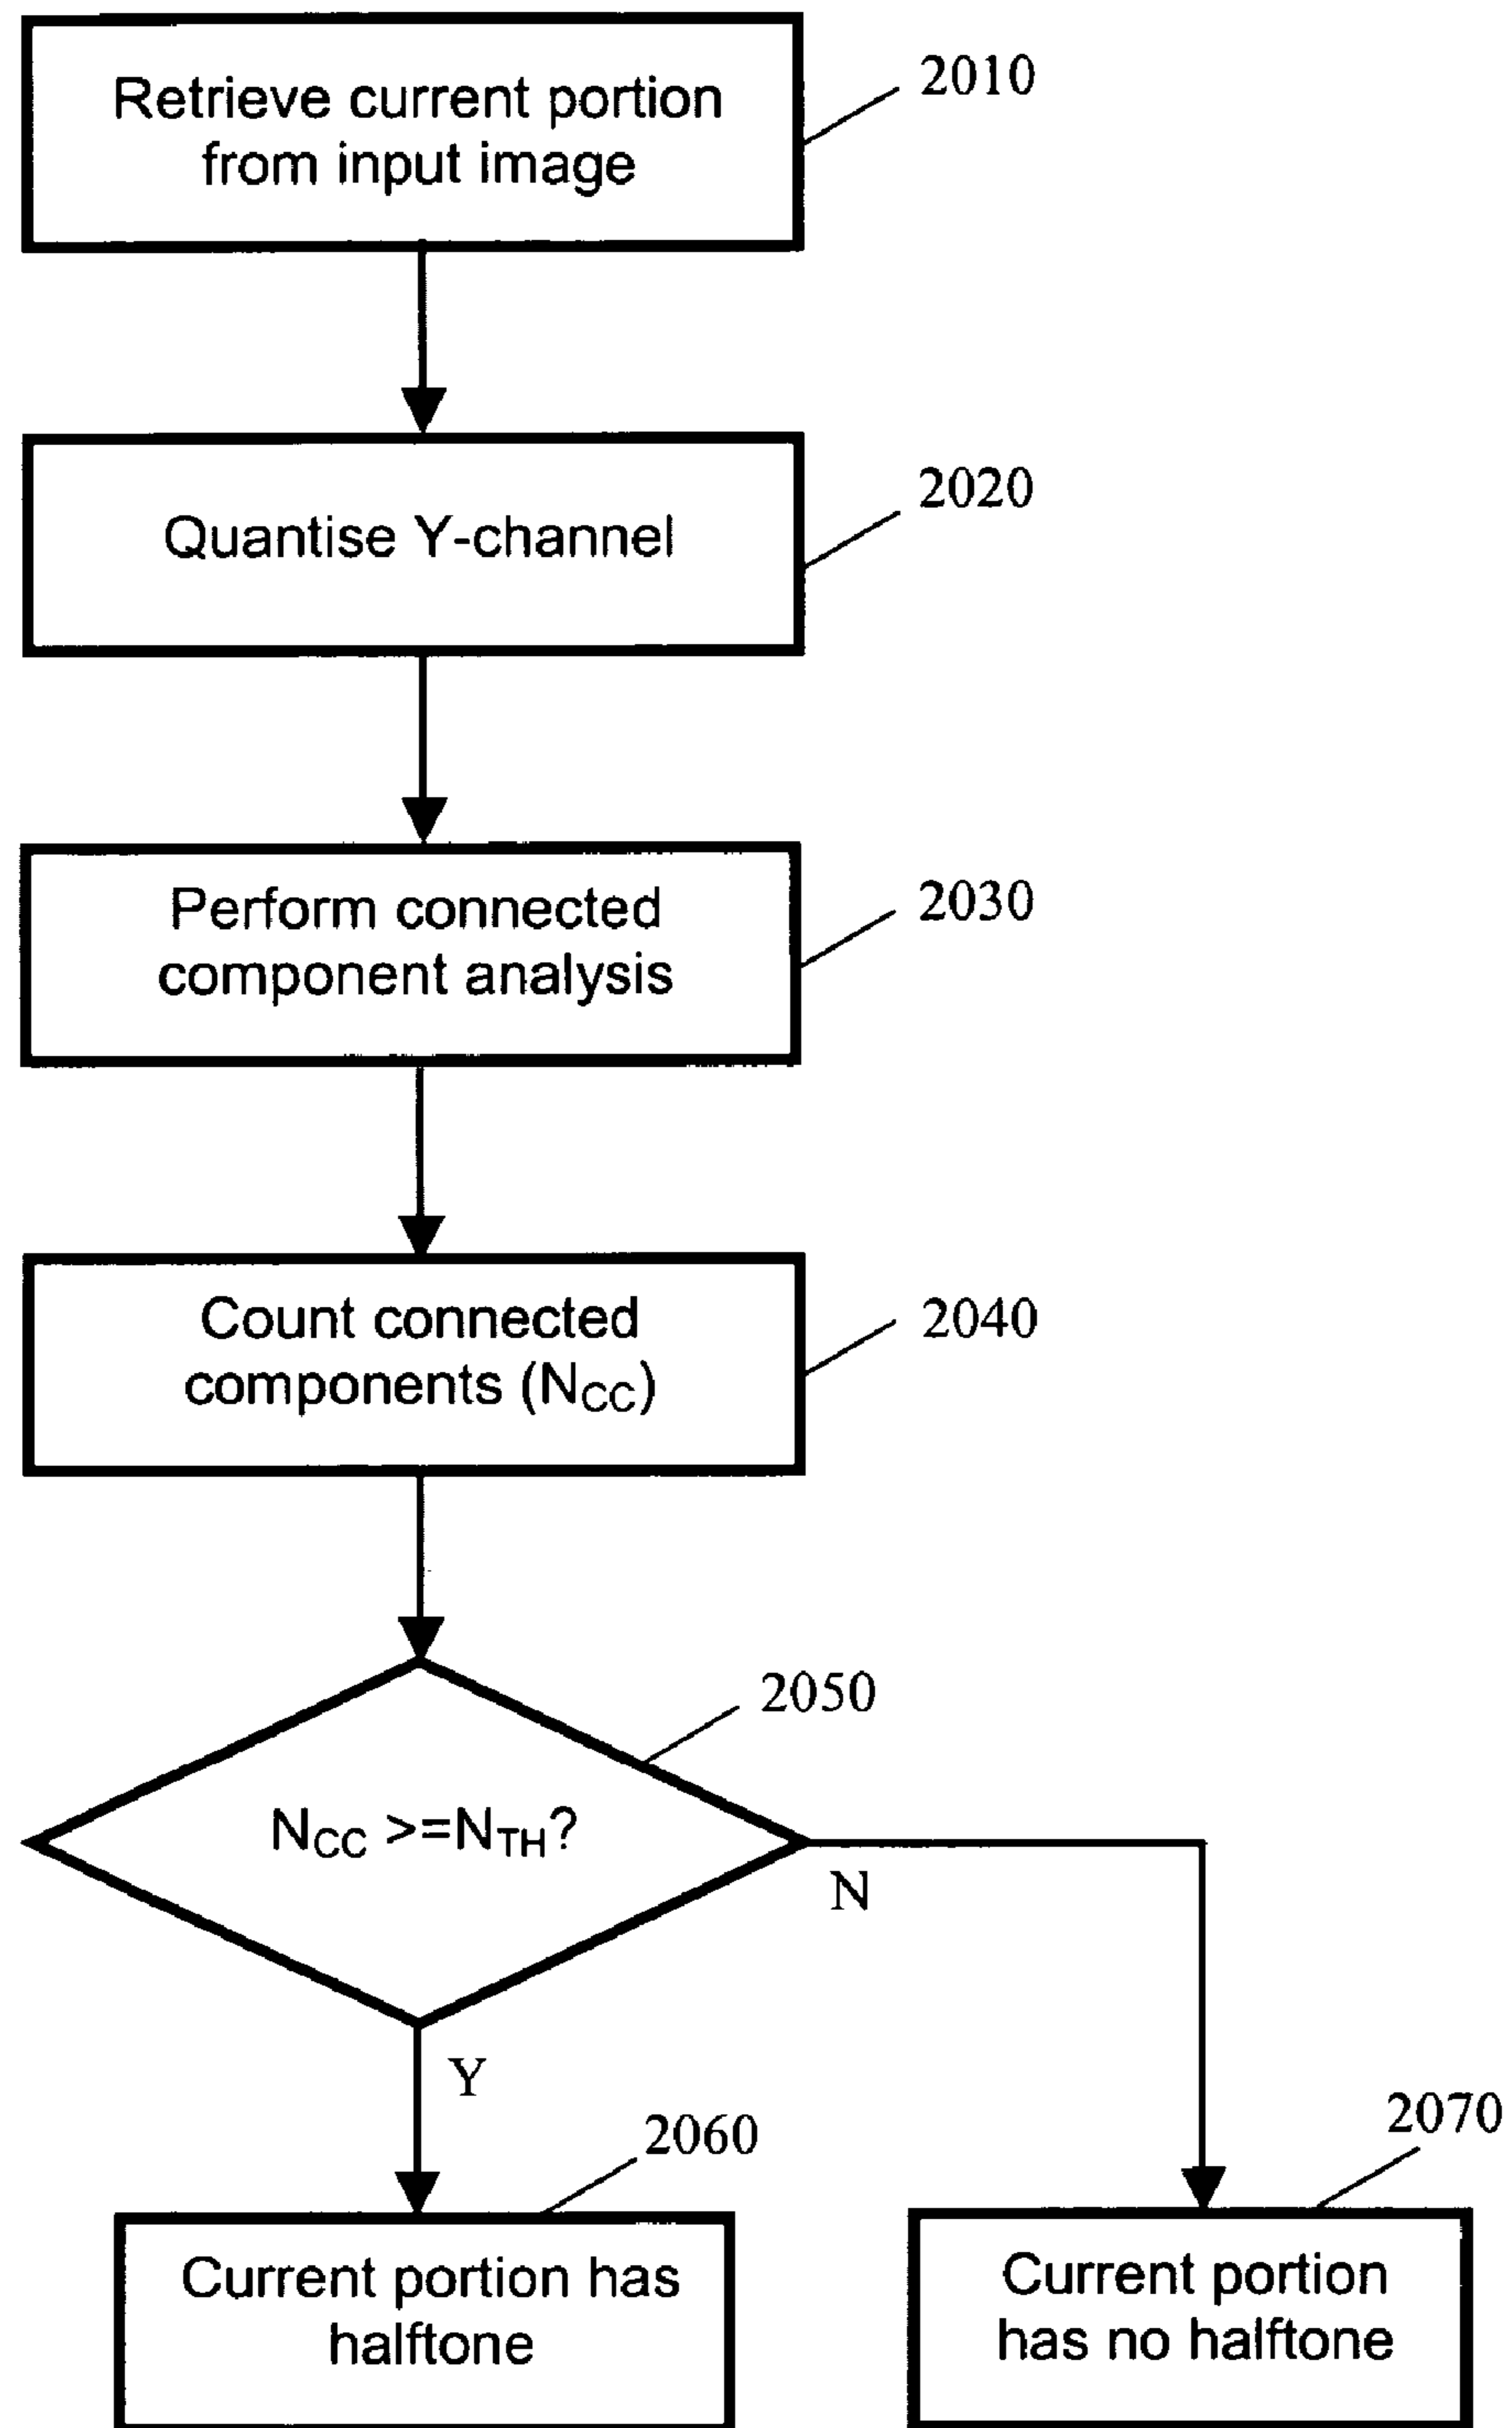 Retrieve current portion
from input image
2010
Quantise Y-channel
2020
Perform connected
component analysis
2030
Count connected
components (NCC)
2040
NCC >=NTH?
2050
N
Y
2060
Current portion has
halftone
2070
Current portion
has no halftone